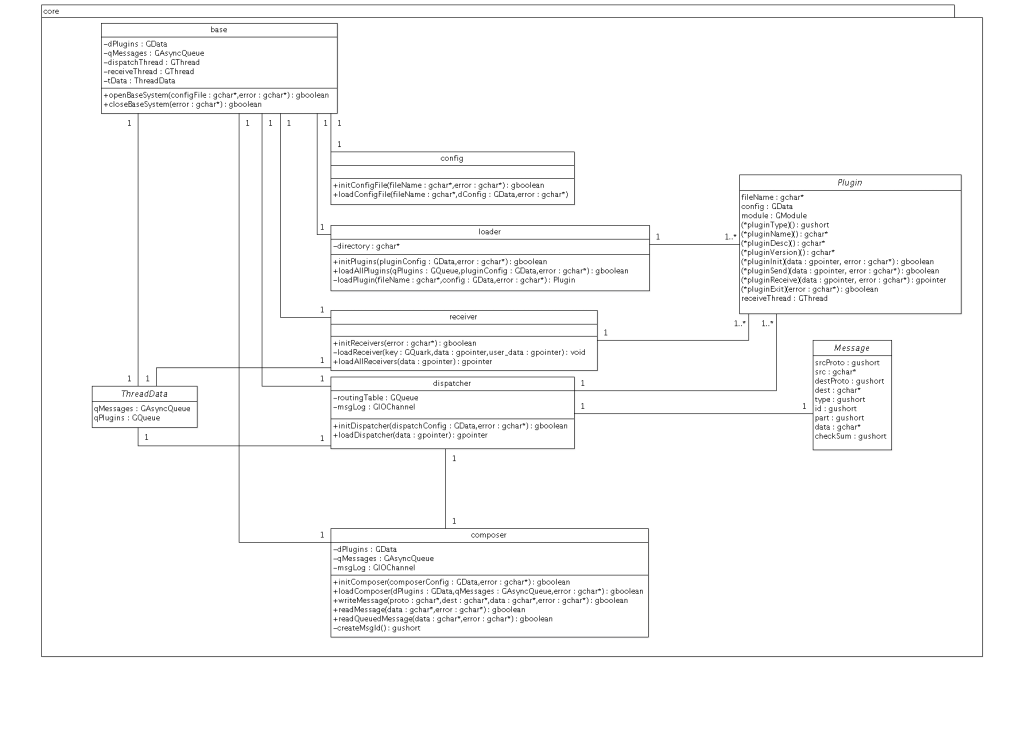 core
base
-dPlugins : GData
-qMessages : GAsyncQueue
-dispatchThread : GThread
-receiveThread : GThread
-tData : ThreadData
+openBaseSystem(configFile : gchar*,error : gchar*) : gboolean
+closeBaseSystem(error : gchar*) : gboolean
1
1
1
1
1
1
1
config
+initConfigFile(fileName : gchar*,error : gchar*) : gboolean
+loadConfigFile(fileName : gchar*,dConfig : GData,error : gchar*)
Plugin
fileName : gchar*
config : GData
module : GModule
(*pluginType)() : gushort
(*pluginName)() : gchar*
(*pluginDesc)() : gchar*
(*pluginVersion)() : gchar*
(*pluginInit)(data : gpointer, error : gchar*) : gboolean
(*pluginSend)(data : gpointer, error : gchar*) : gboolean
(*pluginReceive)(data : gpointer, error : gchar*) : gpointer
(*pluginExit)(error : gchar*) : gboolean
receiveThread : GThread
1
loader
-directory : gchar*
+initPlugins(pluginConfig : GData,error : gchar*) : gboolean
+loadAllPlugins(qPlugins : GQueue,pluginConfig : GData,error : gchar*) : gboolean
-loadPlugin(fileName : gchar*,config : GData,error : gchar*) : Plugin
1
1..*
1
receiver
+initReceivers(error : gchar*) : gboolean
-loadReceiver(key : GQuark,data : gpointer,user_data : gpointer) : void
+loadAllReceivers(data : gpointer) : gpointer
1
1..*
1..*
1
Message
srcProto : gushort
src : gchar*
destProto : gushort
dest : gchar*
type : gushort
id : gushort
part : gushort
data : gchar*
checkSum : gushort
1
1
1
ThreadData
qMessages : GAsyncQueue
qPlugins : GQueue
1
dispatcher
-routingTable : GQueue
-msgLog : GIOChannel
+initDispatcher(dispatchConfig : GData,error : gchar*) : gboolean
+loadDispatcher(data : gpointer) : gpointer
1
1
1
1
1
1
1
1
composer
-dPlugins : GData
-qMessages : GAsyncQueue
-msgLog : GIOChannel
+initComposer(composerConfig : GData,error : gchar*) : gboolean
+loadComposer(dPlugins : GData,qMessages : GAsyncQueue,error : gchar*) : gboolean
+writeMessage(proto : gchar*,dest : gchar*,data : gchar*,error : gchar*) : gboolean
+readMessage(data : gchar*,error : gchar*) : gboolean
+readQueuedMessage(data : gchar*,error : gchar*) : gboolean
-createMsgId() : gushort